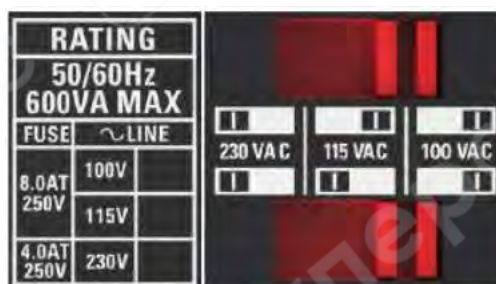 RATING
50/60Hz
600VA MAX
FUSE ∿LINE
8.0AT
250V
100V
115V
4.0AT
250V
230V
230 VAC 115 VAC 100 VAC